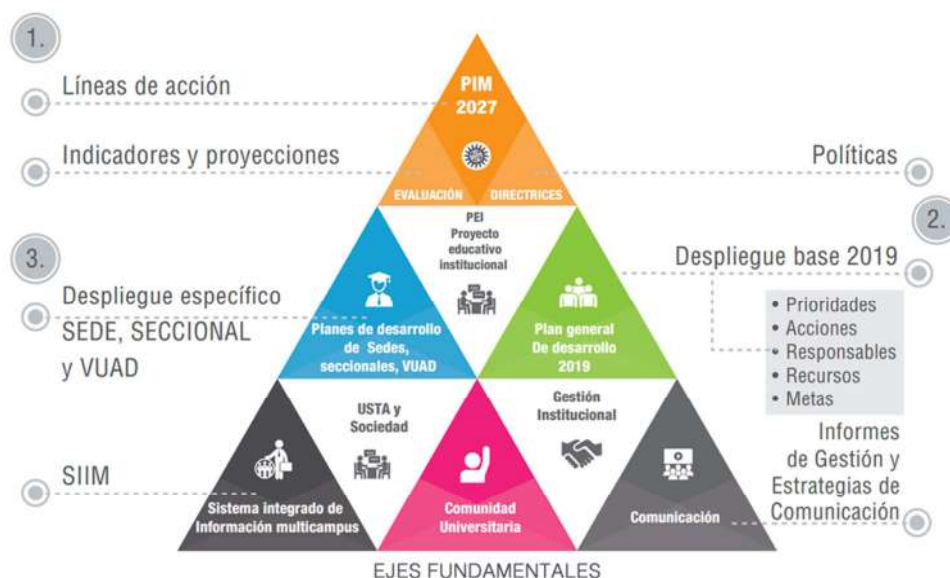 1.
Líneas de acción
PIM
2027
Indicadores y proyecciones
Políticas
EVALUACIÓN
DIRECTRICES
2.
PEI
Proyecto
educativo
institucional
3.
Despliegue base 2019
• Prioridades
• Acciones
• Responsables
• Recursos
• Metas
Despliegue específico
SEDE, SECCIONAL
y VUAD
Planes de desarrollo
de Sedes,
seccionales, VUAD
Plan general
De desarrollo
2019
USTA y
Sociedad
Gestión
Institucional
Informes
de Gestión y
Estrategias de
Comunicación
SIIM
Sistema integrado de
Información multicampus
Comunidad
Universitaria
Comunicación
EJES FUNDAMENTALES